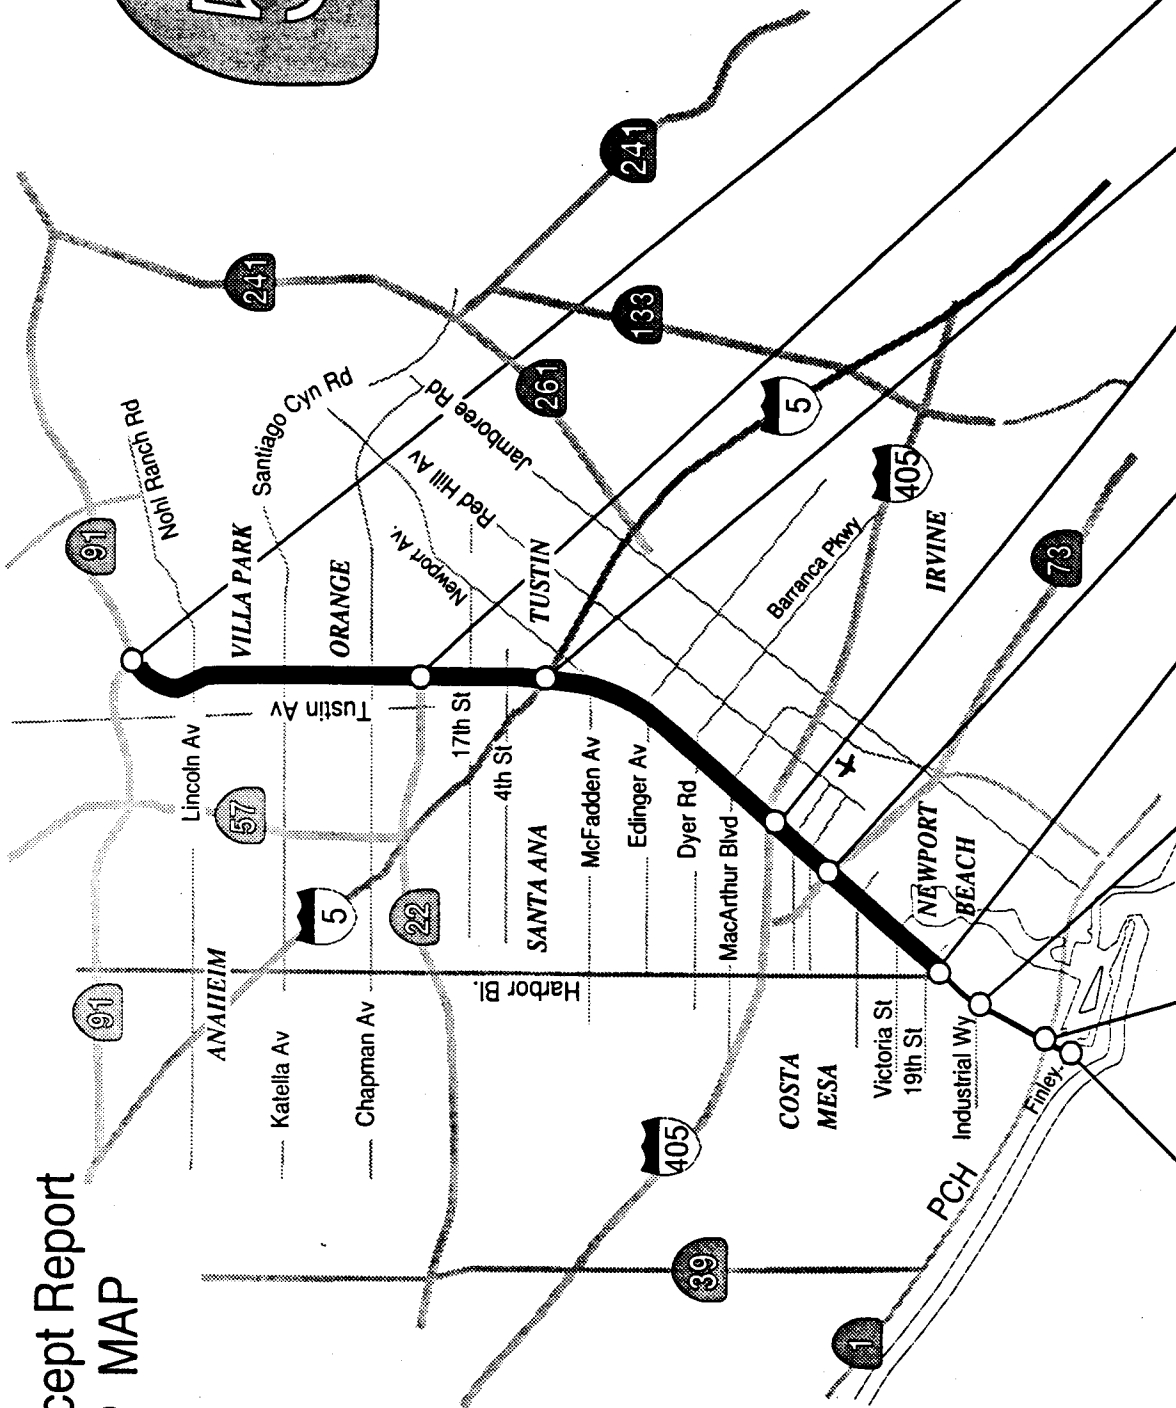 cept Report
MAP
5
241
241
133
261
91
Nohl Ranch Rd
Santiago Cyn Rd
Jamboree Rd
Red Hill Av
Newport Av.
5
405
VILLA PARK
ORANGE
TUSTIN
Barranca Pkwy
IRVINE
73
Tustin Av
17th St
4th St
Lincoln Av
57
McFadden Av
Edinger Av
Dyer Rd
MacArthur Blvd
SANTA ANA
NEWPORT
BEACH
5
22
ANAHEIM
91
Harbor Bl.
Katella Av
Chapman Av
COSTA
MESA
Victoria St
19th St
Industrial Wy
Finley
405
PCH
39
1